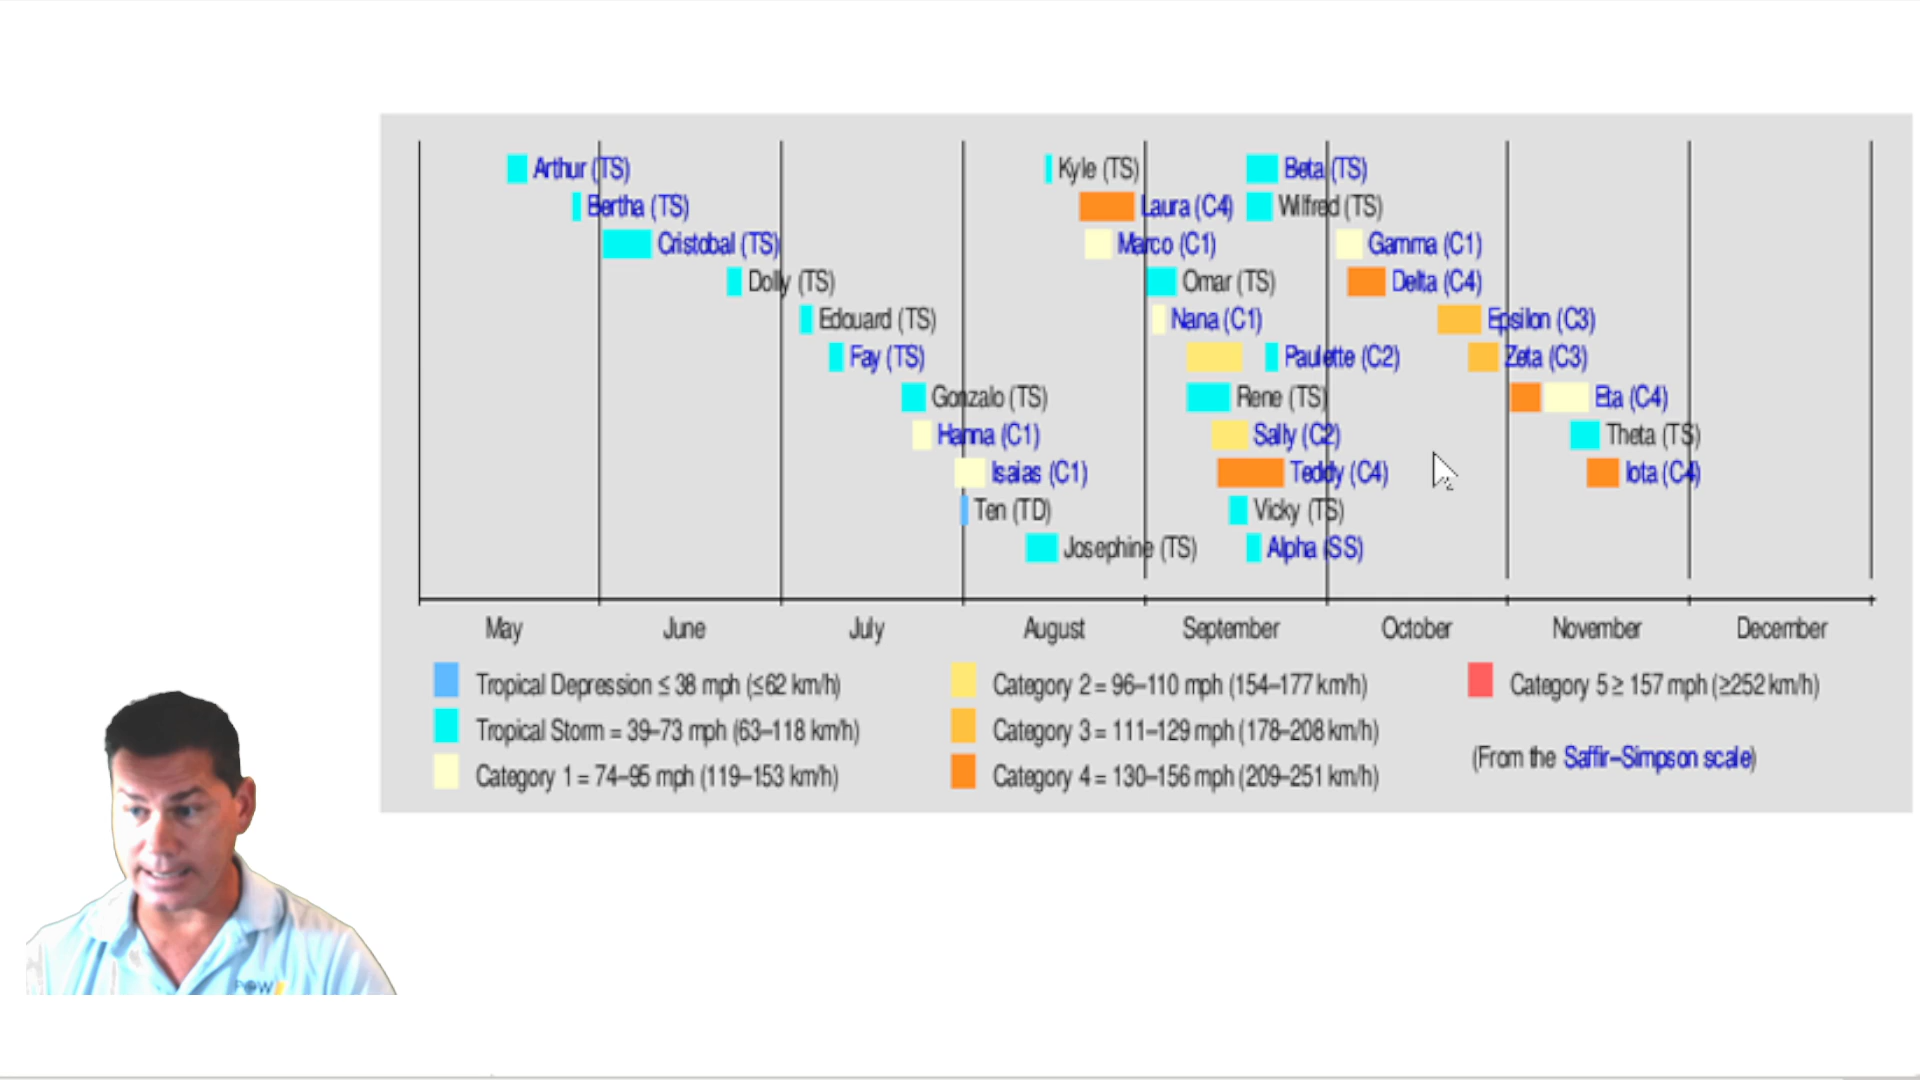 Arthur (TS)
Bertha (TS)
Cristobal (TS)
Dolly (TS)
Edouard (TS)
Fay (TS)
Gonzalo (TS)
Hanna (C1)
Isaias (C1)
Ten (TD)
Josephine (TS)
Kyle (TS)
Laura (C4)
Marco (C1)
Omar (TS)
Nana (C1)
Paulette (C2)
Rene (TS)
Sally (C2)
Teddy (C4)
Vicky (TS)
Alpha (SS)
Beta (TS)
Wilfred (TS)
Gamma (C1)
Delta (C4)
Epsilon (C3)
Zeta (C3)
Eta (C4)
Theta (TS)
Iota (C4)
May June July August September October November December
Tropical Depression ≤ 38 mph (≤62 km/h)
Tropical Storm = 39–73 mph (63–118 km/h)
Category 1 = 74–95 mph (119–153 km/h)
Category 2 = 96–110 mph (154–177 km/h)
Category 3 = 111–129 mph (178–208 km/h)
Category 4 = 130–156 mph (209–251 km/h)
Category 5 ≥ 157 mph (≥252 km/h)
(From the Saffir–Simpson scale)
POW